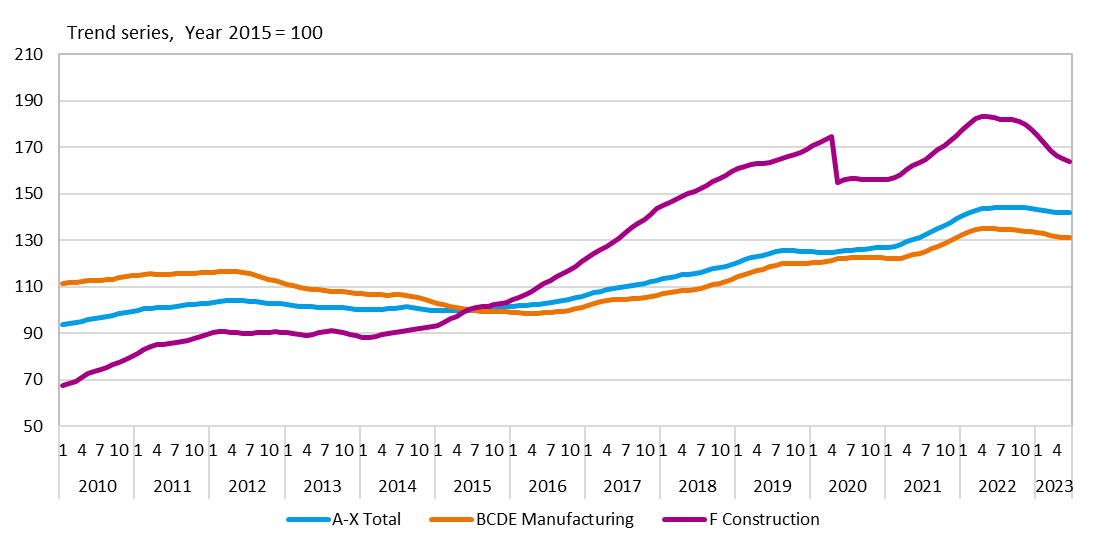 Trend series, Year 2015 = 100
210
190
170
150
130
110
90
70
50
1 4 7 10 1 4 7 10 1 4 7 10 1 4 7 10 1 4 7 10 1 4 7 10 1 4 7 10 1 4 7 10 1 4 7 10 1 4 7 10 1 4 7 10 1 4 7 10 1 4 7 10 1 4
2010 2011 2012 2013 2014 2015 2016 2017 2018 2019 2020 2021 2022 2023
A-X Total BCDE Manufacturing F Construction